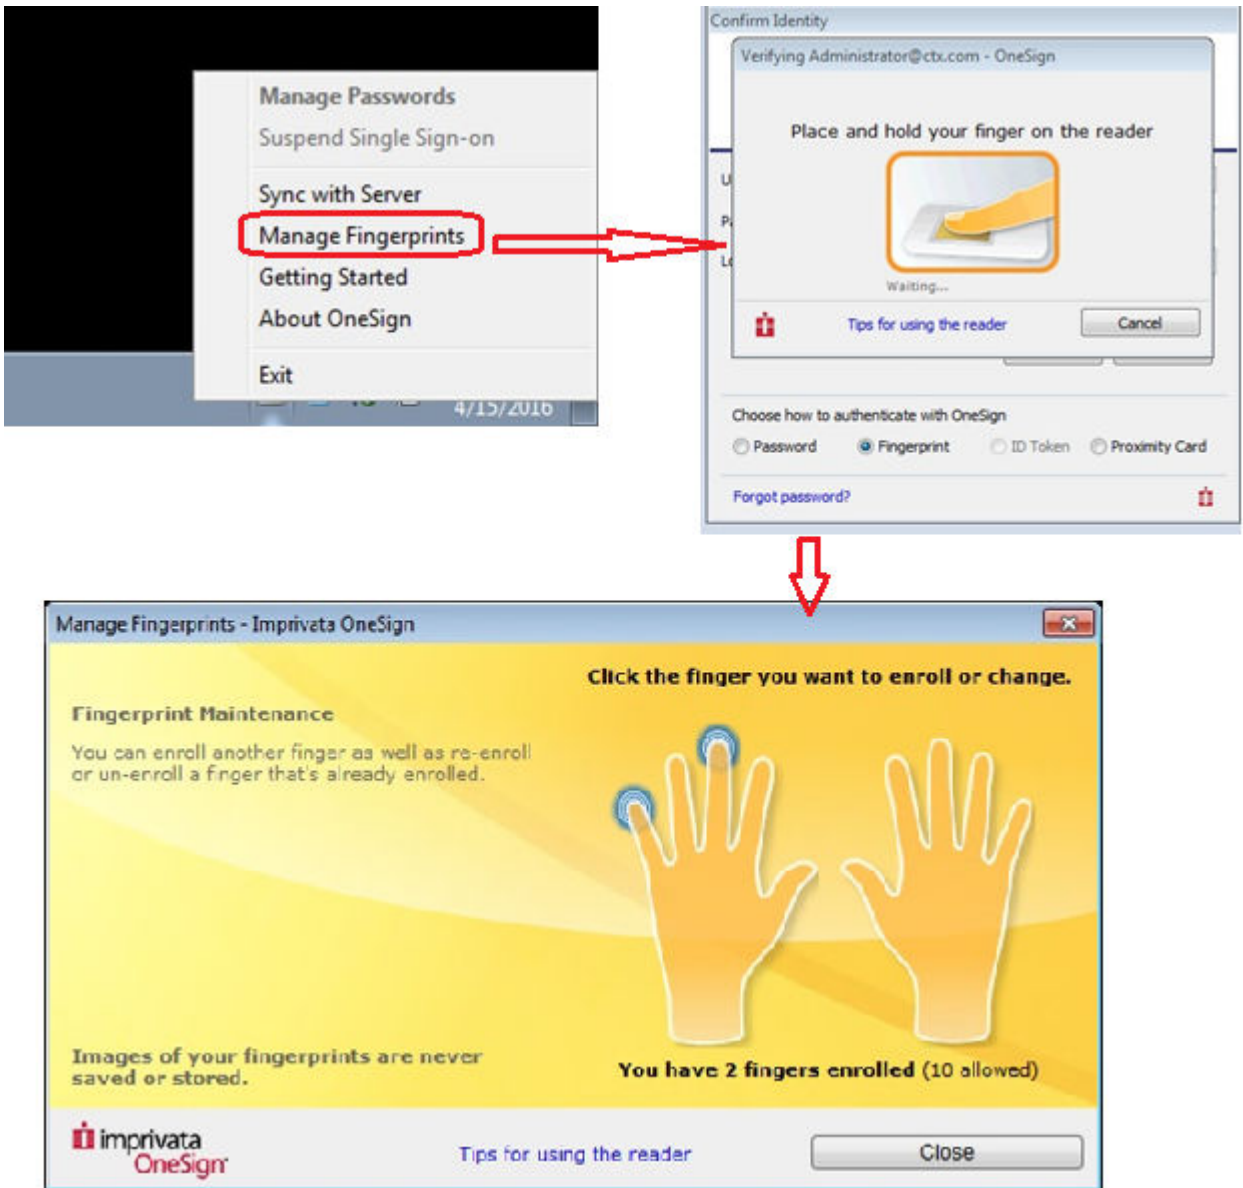 Manage Passwords
Suspend Single Sign-on
Sync with Server
Manage Fingerprints
Getting Started
About OneSign
Exit
4/15/2016
Confirm Identity
Verifying Administrator@ctx.com - OneSign
Place and hold your finger on the reader
Waiting...
Tips for using the reader
Cancel
Choose how to authenticate with OneSign
Password Fingerprint ID Token Proximity Card
Forgot password?
Manage Fingerprints - Imprivata OneSign
Click the finger you want to enroll or change.
Fingerprint Maintenance
You can enroll another finger as well as re-enroll
or un-enroll a finger that's already enrolled.
Images of your fingerprints are never
saved or stored.
You have 2 fingers enrolled (10 allowed)
imprivata
OneSign
Tips for using the reader
Close